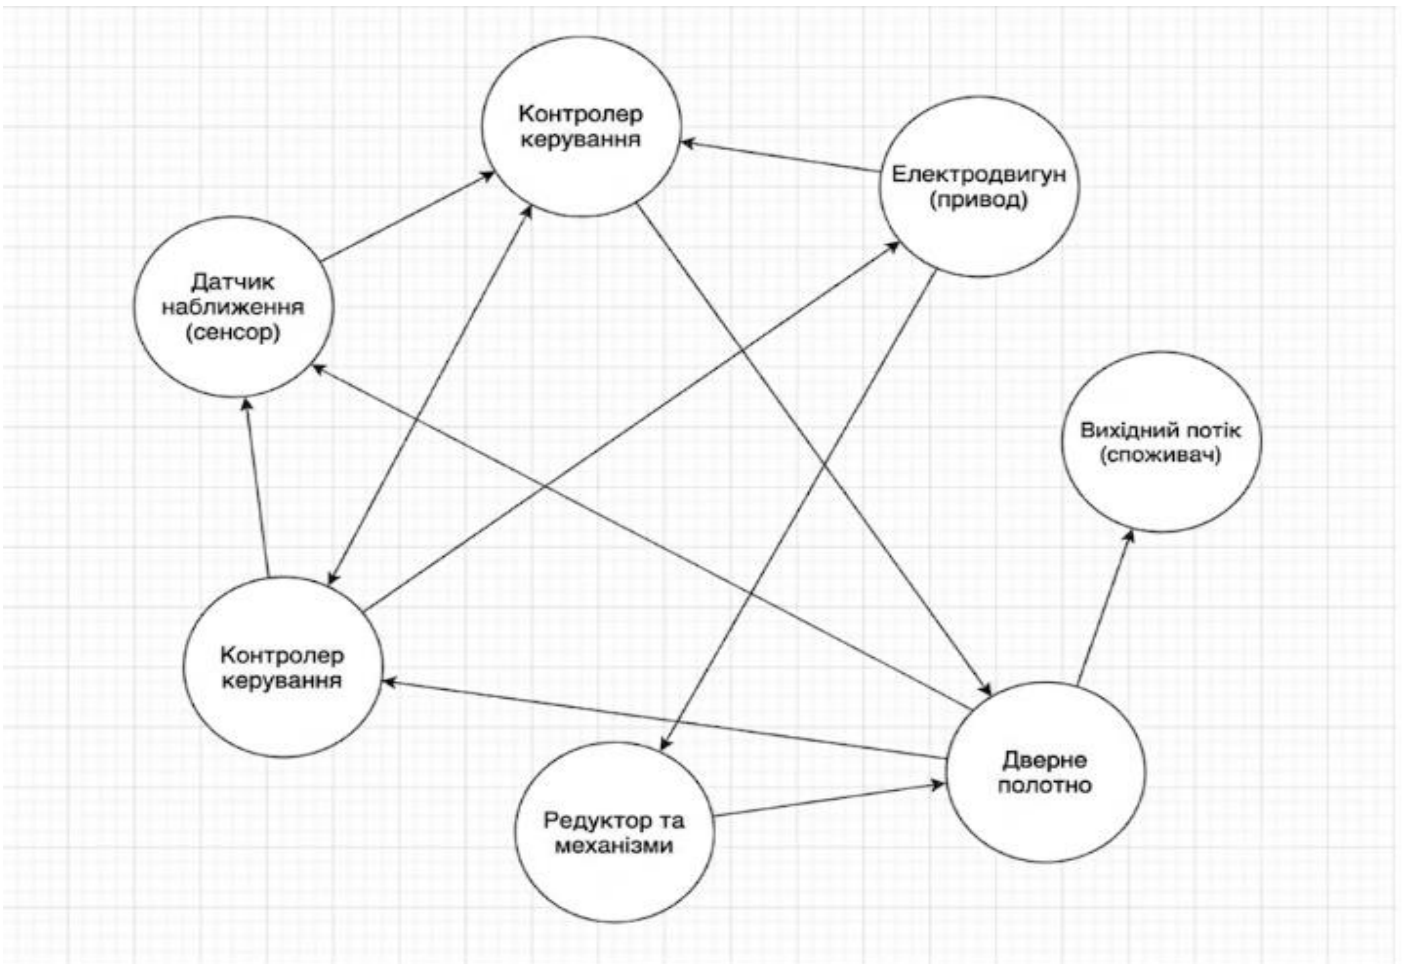 Контролер
керування
Електродвигун
(привод)
Датчик
наближення
(сенсор)
Вихідний потік
(споживач)
Контролер
керування
Дверне
полотно
Редуктор та
механізми